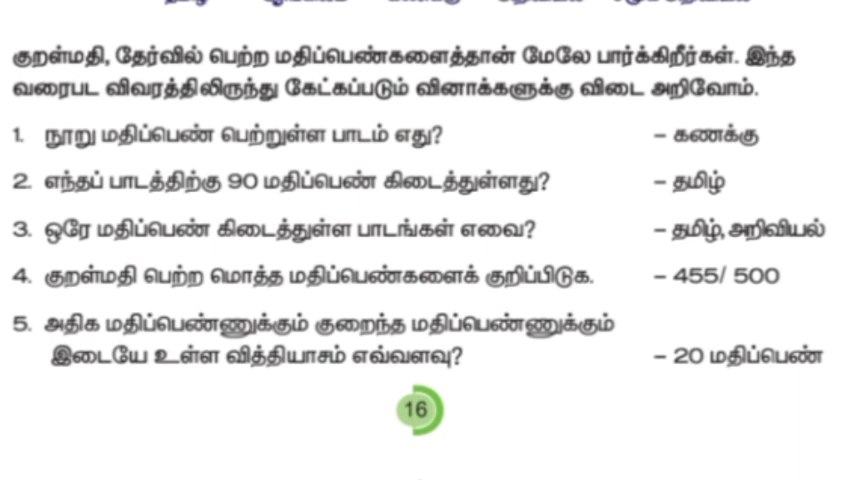 குறள்மதி, தேர்வில் பெற்ற மதிப்பெண்களைத்தான் மேலே பார்க்கிறீர்கள். இந்த
வரைபட விவரத்திலிருந்து கேட்கப்படும் வினாக்களுக்கு விடை அறிவோம்.
1. நூறு மதிப்பெண் பெற்றுள்ள பாடம் எது? – கணக்கு
2. எந்தப் பாடத்திற்கு 90 மதிப்பெண் கிடைத்துள்ளது? – தமிழ்
3. ஒரே மதிப்பெண் கிடைத்துள்ள பாடங்கள் எவை? – தமிழ், அறிவியல்
4. குறள்மதி பெற்ற மொத்த மதிப்பெண்களைக் குறிப்பிடுக. – 455/ 500
5. அதிக மதிப்பெண்ணுக்கும் குறைந்த மதிப்பெண்ணுக்கும்
இடையே உள்ள வித்தியாசம் எவ்வளவு? – 20 மதிப்பெண்
16